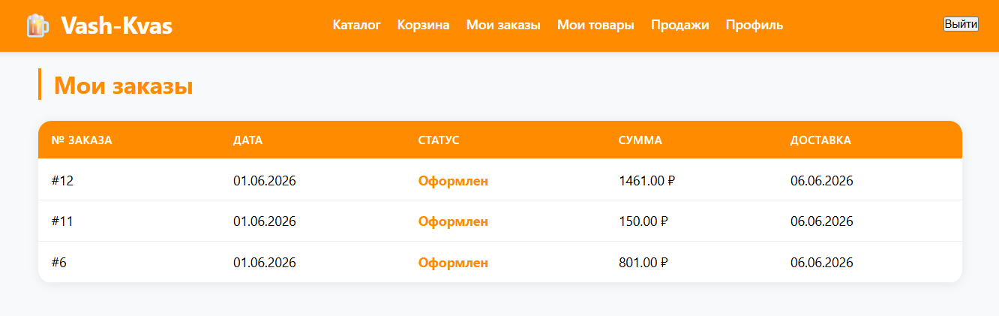 Vash-Kvas Каталог Корзина Мои заказы Мои товары Продажи Профиль Выйти
Мои заказы
№ ЗАКАЗА ДАТА СТАТУС СУММА ДОСТАВКА
#12 01.06.2026 Оформлен 1461.00 ₽ 06.06.2026
#11 01.06.2026 Оформлен 150.00 ₽ 06.06.2026
#6 01.06.2026 Оформлен 801.00 ₽ 06.06.2026